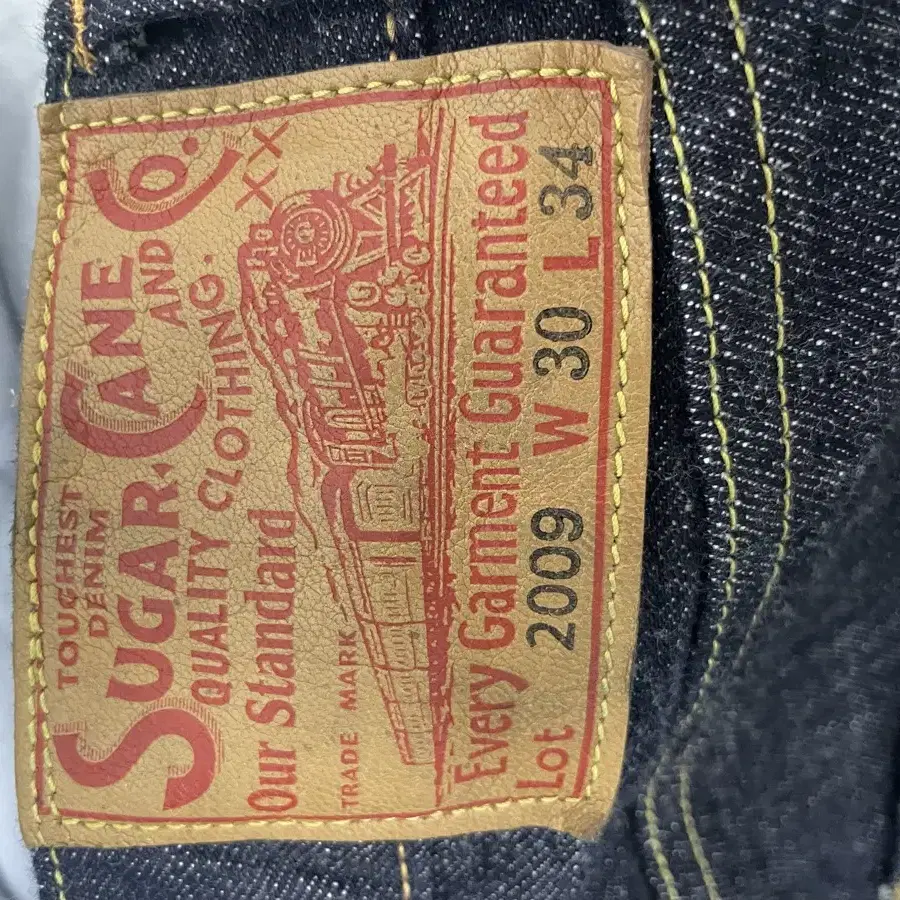 TOUGHEST
DENIM
SUGAR CANE
AND CO.
QUALITY CLOTHING.
Our Standard XX
TRADE MARK
Every Garment Guaranteed
Lot 2009 W 30 L 34